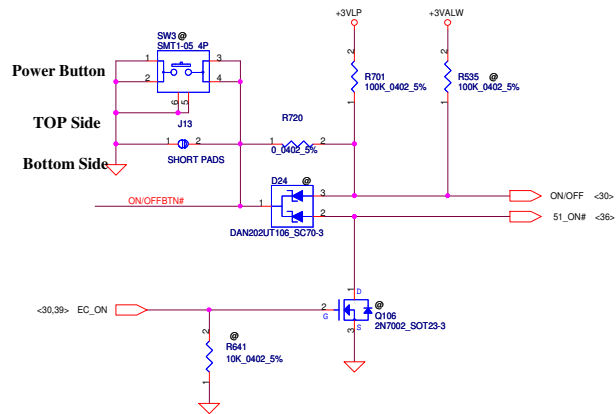 +3VLP +3VALW
SW3 @
SMT1-05_4P
1 3
2 4
6 5
Power Button
2 2
R701 R535 @
100K_0402_5% 100K_0402_5%
1 1
TOP Side
J13
1 2
SHORT PADS
R720
1 2
0_0402_5%
Bottom Side
D24 @
ON/OFFBTN# 1
3 ON/OFF <30>
2 51_ON# <36>
DAN202UT106_SC70-3
1 D
<30,39> EC_ON
2 G
@
Q106
3 S
2N7002_SOT23-3
2
@
R641
10K_0402_5%
1